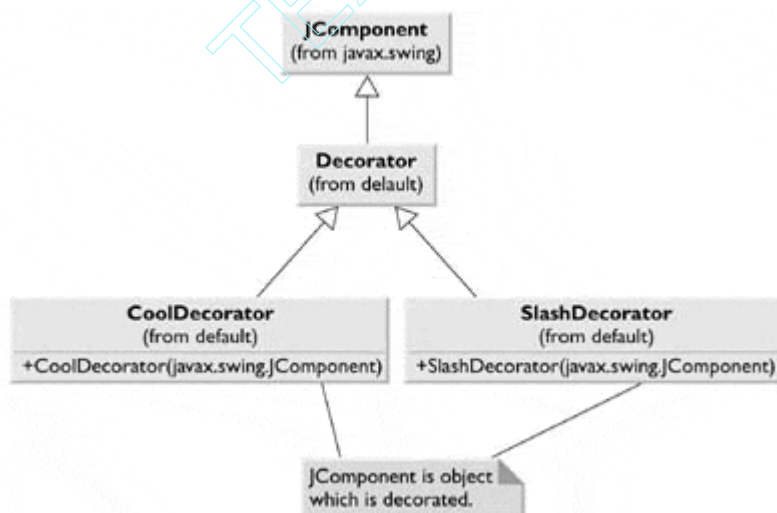 JComponent
(from javax.swing)
Decorator
(from delault)
CoolDecorator
(from default)
+CoolDecorator(javax.swing.JComponent)
SlashDecorator
(from default)
+SlashDecorator(javax.swing.JComponent)
JComponent is object
which is decorated.